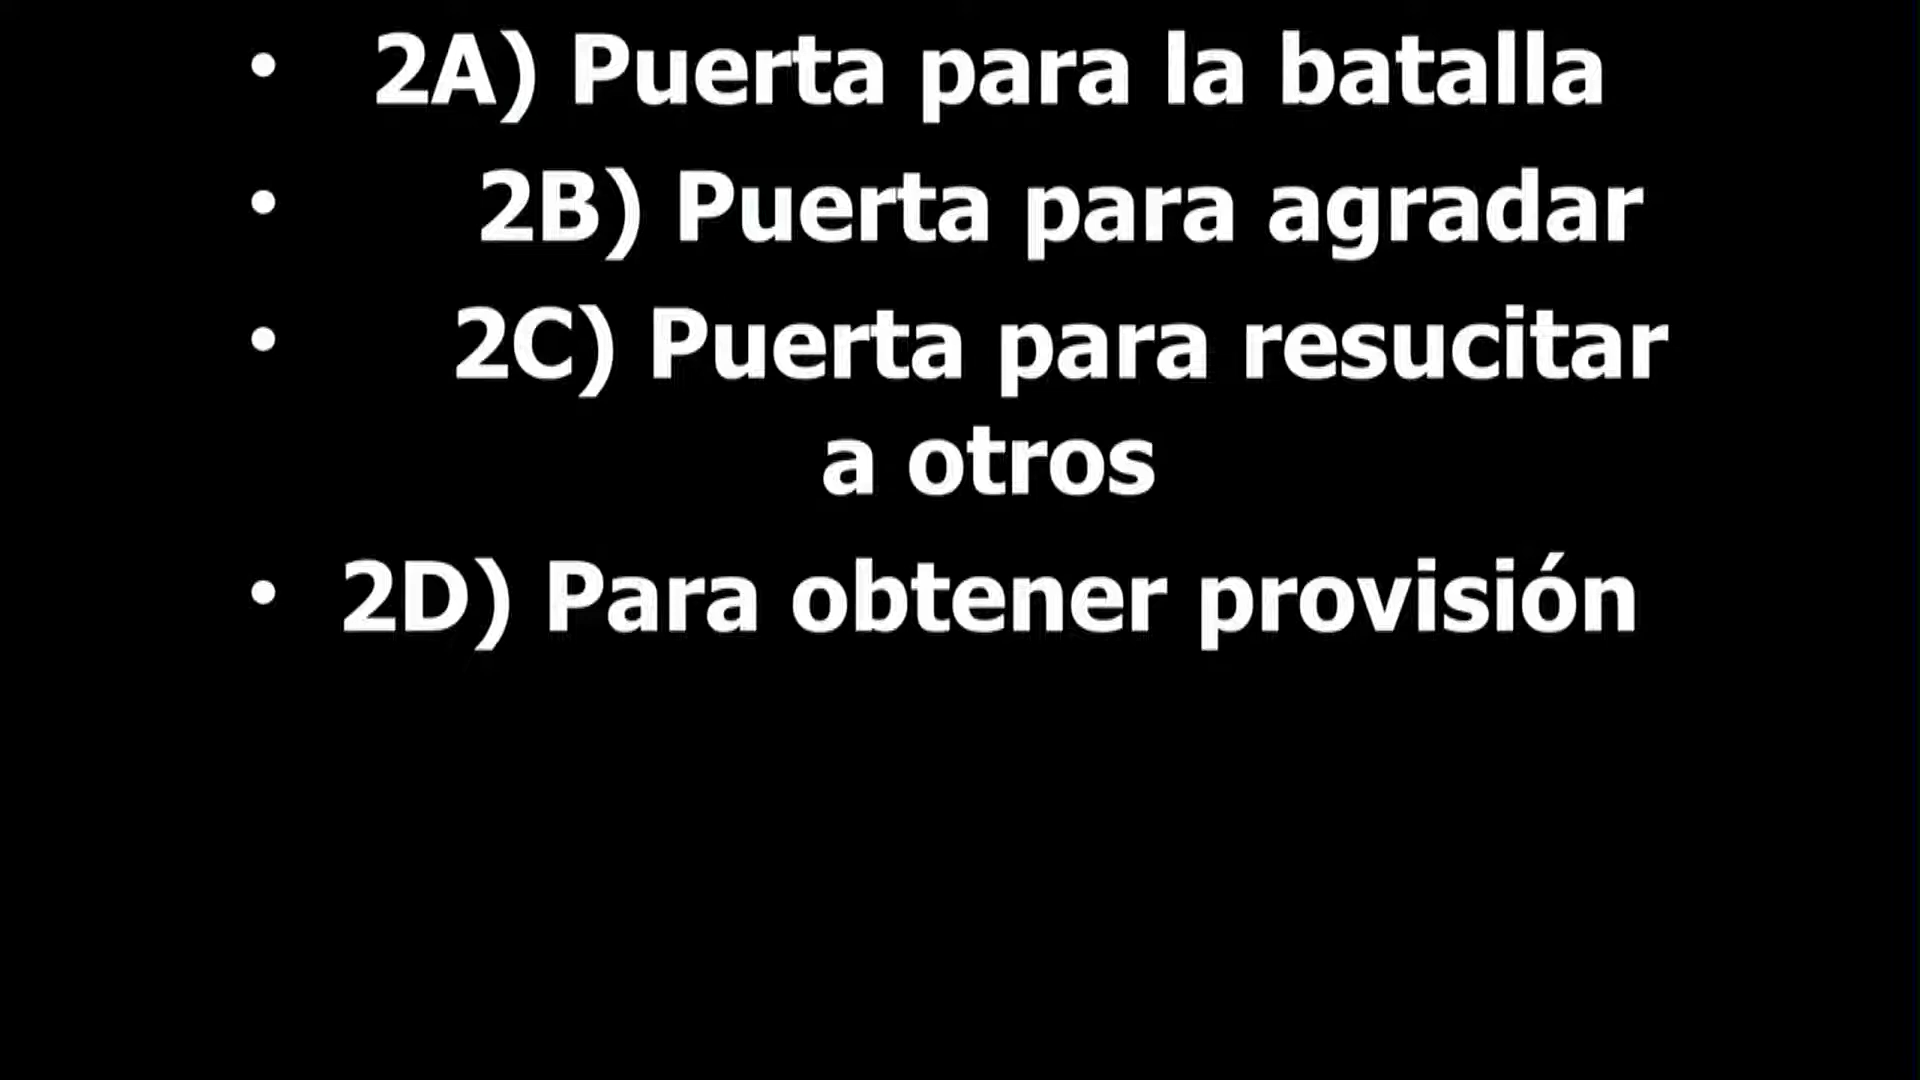 • 2A) Puerta para la batalla
• 2B) Puerta para agradar
• 2C) Puerta para resucitar
a otros
• 2D) Para obtener provisión